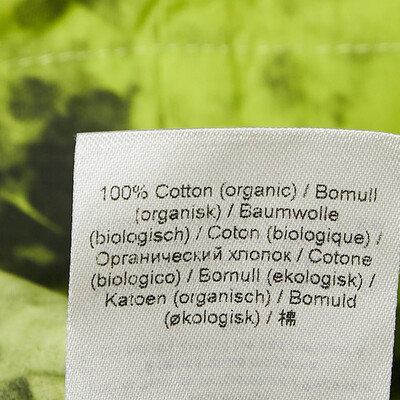 100% Cotton (organic) / Bomull
(organisk) / Baumwolle
(biologisch) / Coton (biologique) /
Органический хлопок / Cotone
(biologico) / Bomull (ekologisk) /
Katoen (organisch) / Bomuld
(økologisk) / 棉